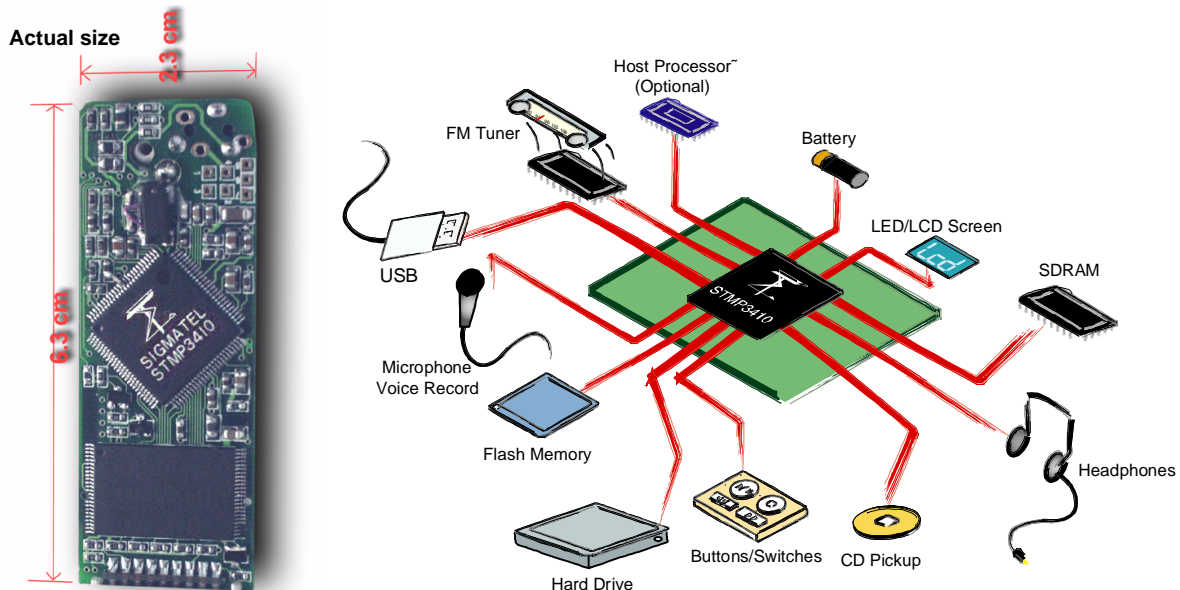 Actual size
2.3 cm
6.3 cm
SIGMATEL
STMP3410
Host Processor~
(Optional)
FM Tuner
Battery
USB
LED/LCD Screen
Lcd
SDRAM
STMP3410
Microphone
Voice Record
Flash Memory
Headphones
Hard Drive
Buttons/Switches
CD Pickup